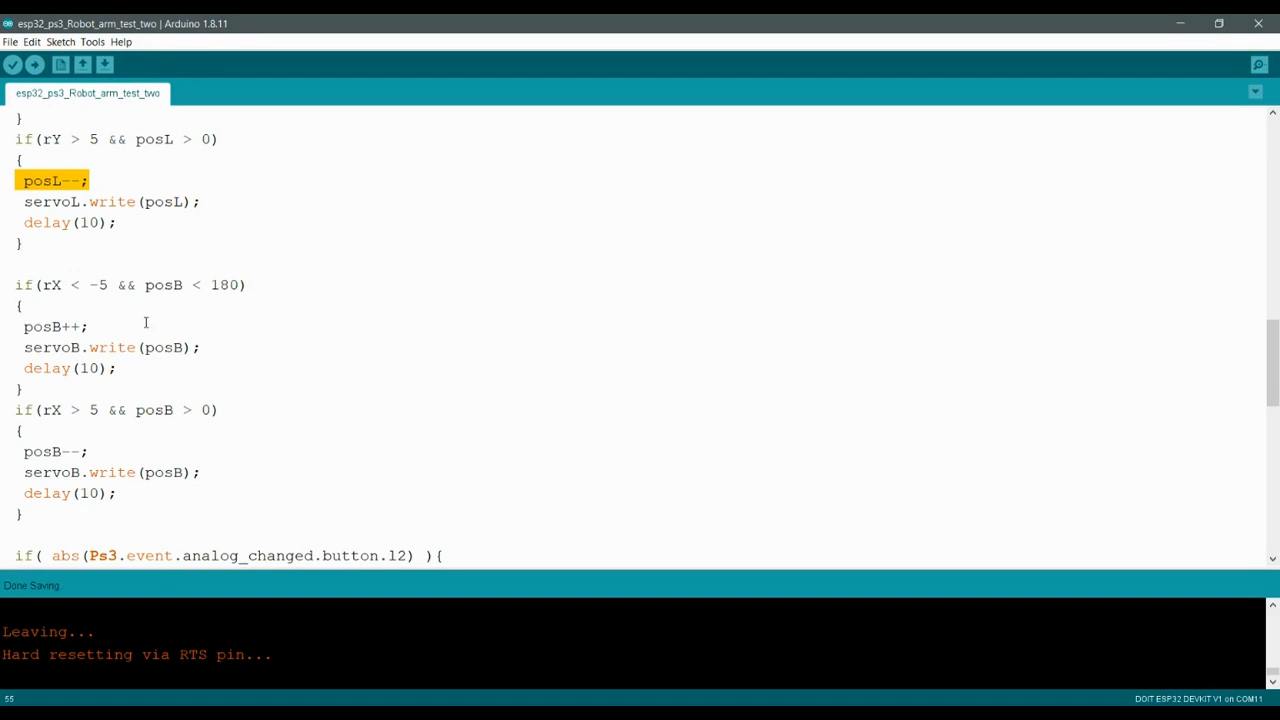 esp32_ps3_Robot_arm_test_two | Arduino 1.8.11
File Edit Sketch Tools Help
esp32_ps3_Robot_arm_test_two
}
if(rY > 5 && posL > 0)
{
posL--;
servoL.write(posL);
delay(10);
}
if(rX < -5 && posB < 180)
{
posB++;
servoB.write(posB);
delay(10);
}
if(rX > 5 && posB > 0)
{
posB--;
servoB.write(posB);
delay(10);
}
if( abs(Ps3.event.analog_changed.button.l2) ){
Done Saving.
Leaving...
Hard resetting via RTS pin...
55
DOIT ESP32 DEVKIT V1 on COM11